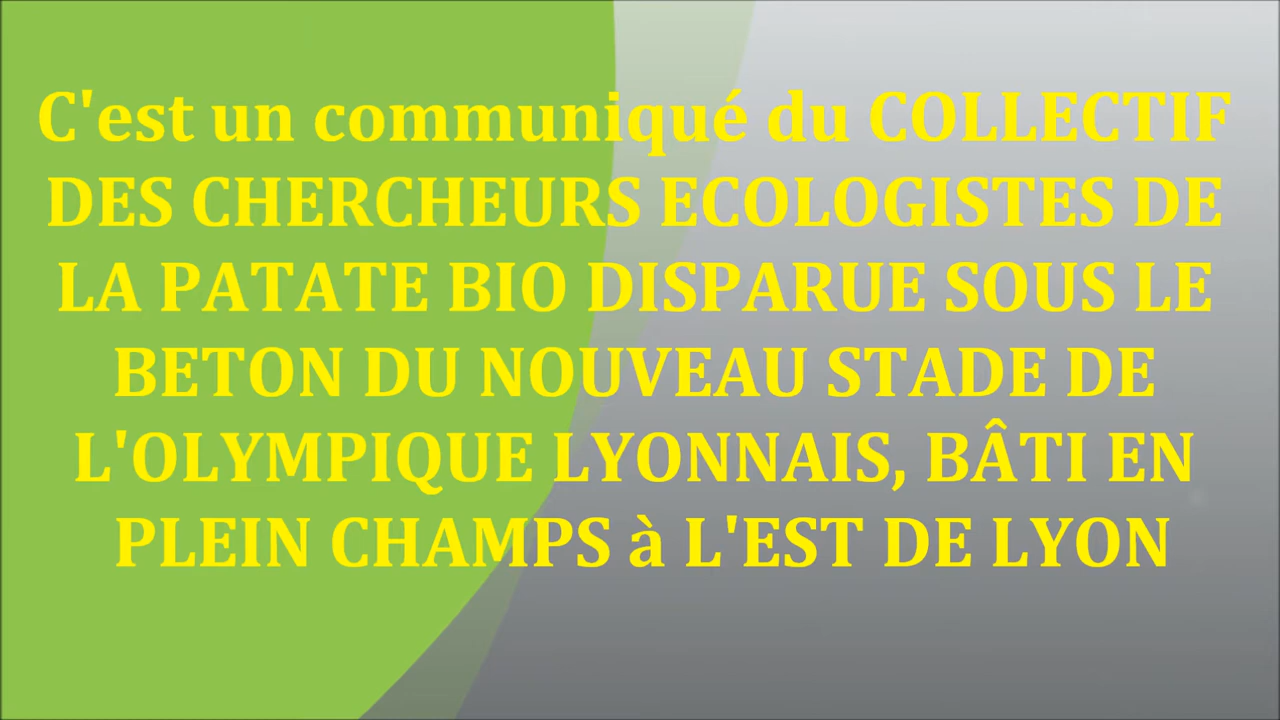 C'est un communiqué du COLLECTIF
DES CHERCHEURS ECOLOGISTES DE
LA PATATE BIO DISPARUE SOUS LE
BETON DU NOUVEAU STADE DE
L'OLYMPIQUE LYONNAIS, BÂTI EN
PLEIN CHAMPS à L'EST DE LYON